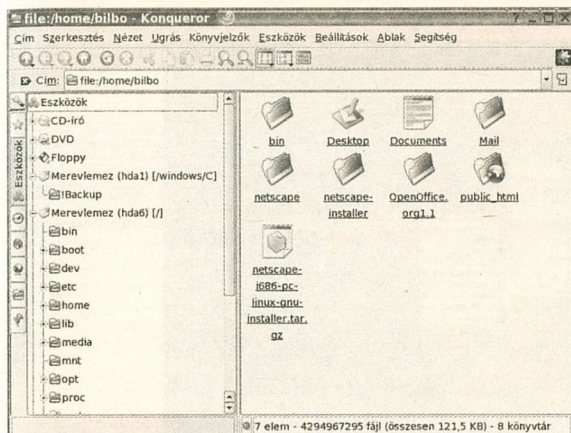 file:/home/bilbo - Konqueror
Cím Szerkesztés Nézet Ugrás Könyvjelzők Eszközök Beállítások Ablak Segítség
Cím: file:/home/bilbo
Eszközök
Eszközök
CD-író
DVD
Floppy
Merevlemez (hda1) [/windows/C]
!Backup
Merevlemez (hda6) [/]
bin
boot
dev
etc
home
lib
media
mnt
opt
proc
bin
Desktop
Documents
Mail
netscape
netscape-
installer
OpenOffice.
org1.1
public_html
netscape-
i686-pc-
linux-gnu-
installer.tar.
gz
7 elem - 4294967295 fájl (összesen 121,5 KB) - 8 könyvtár